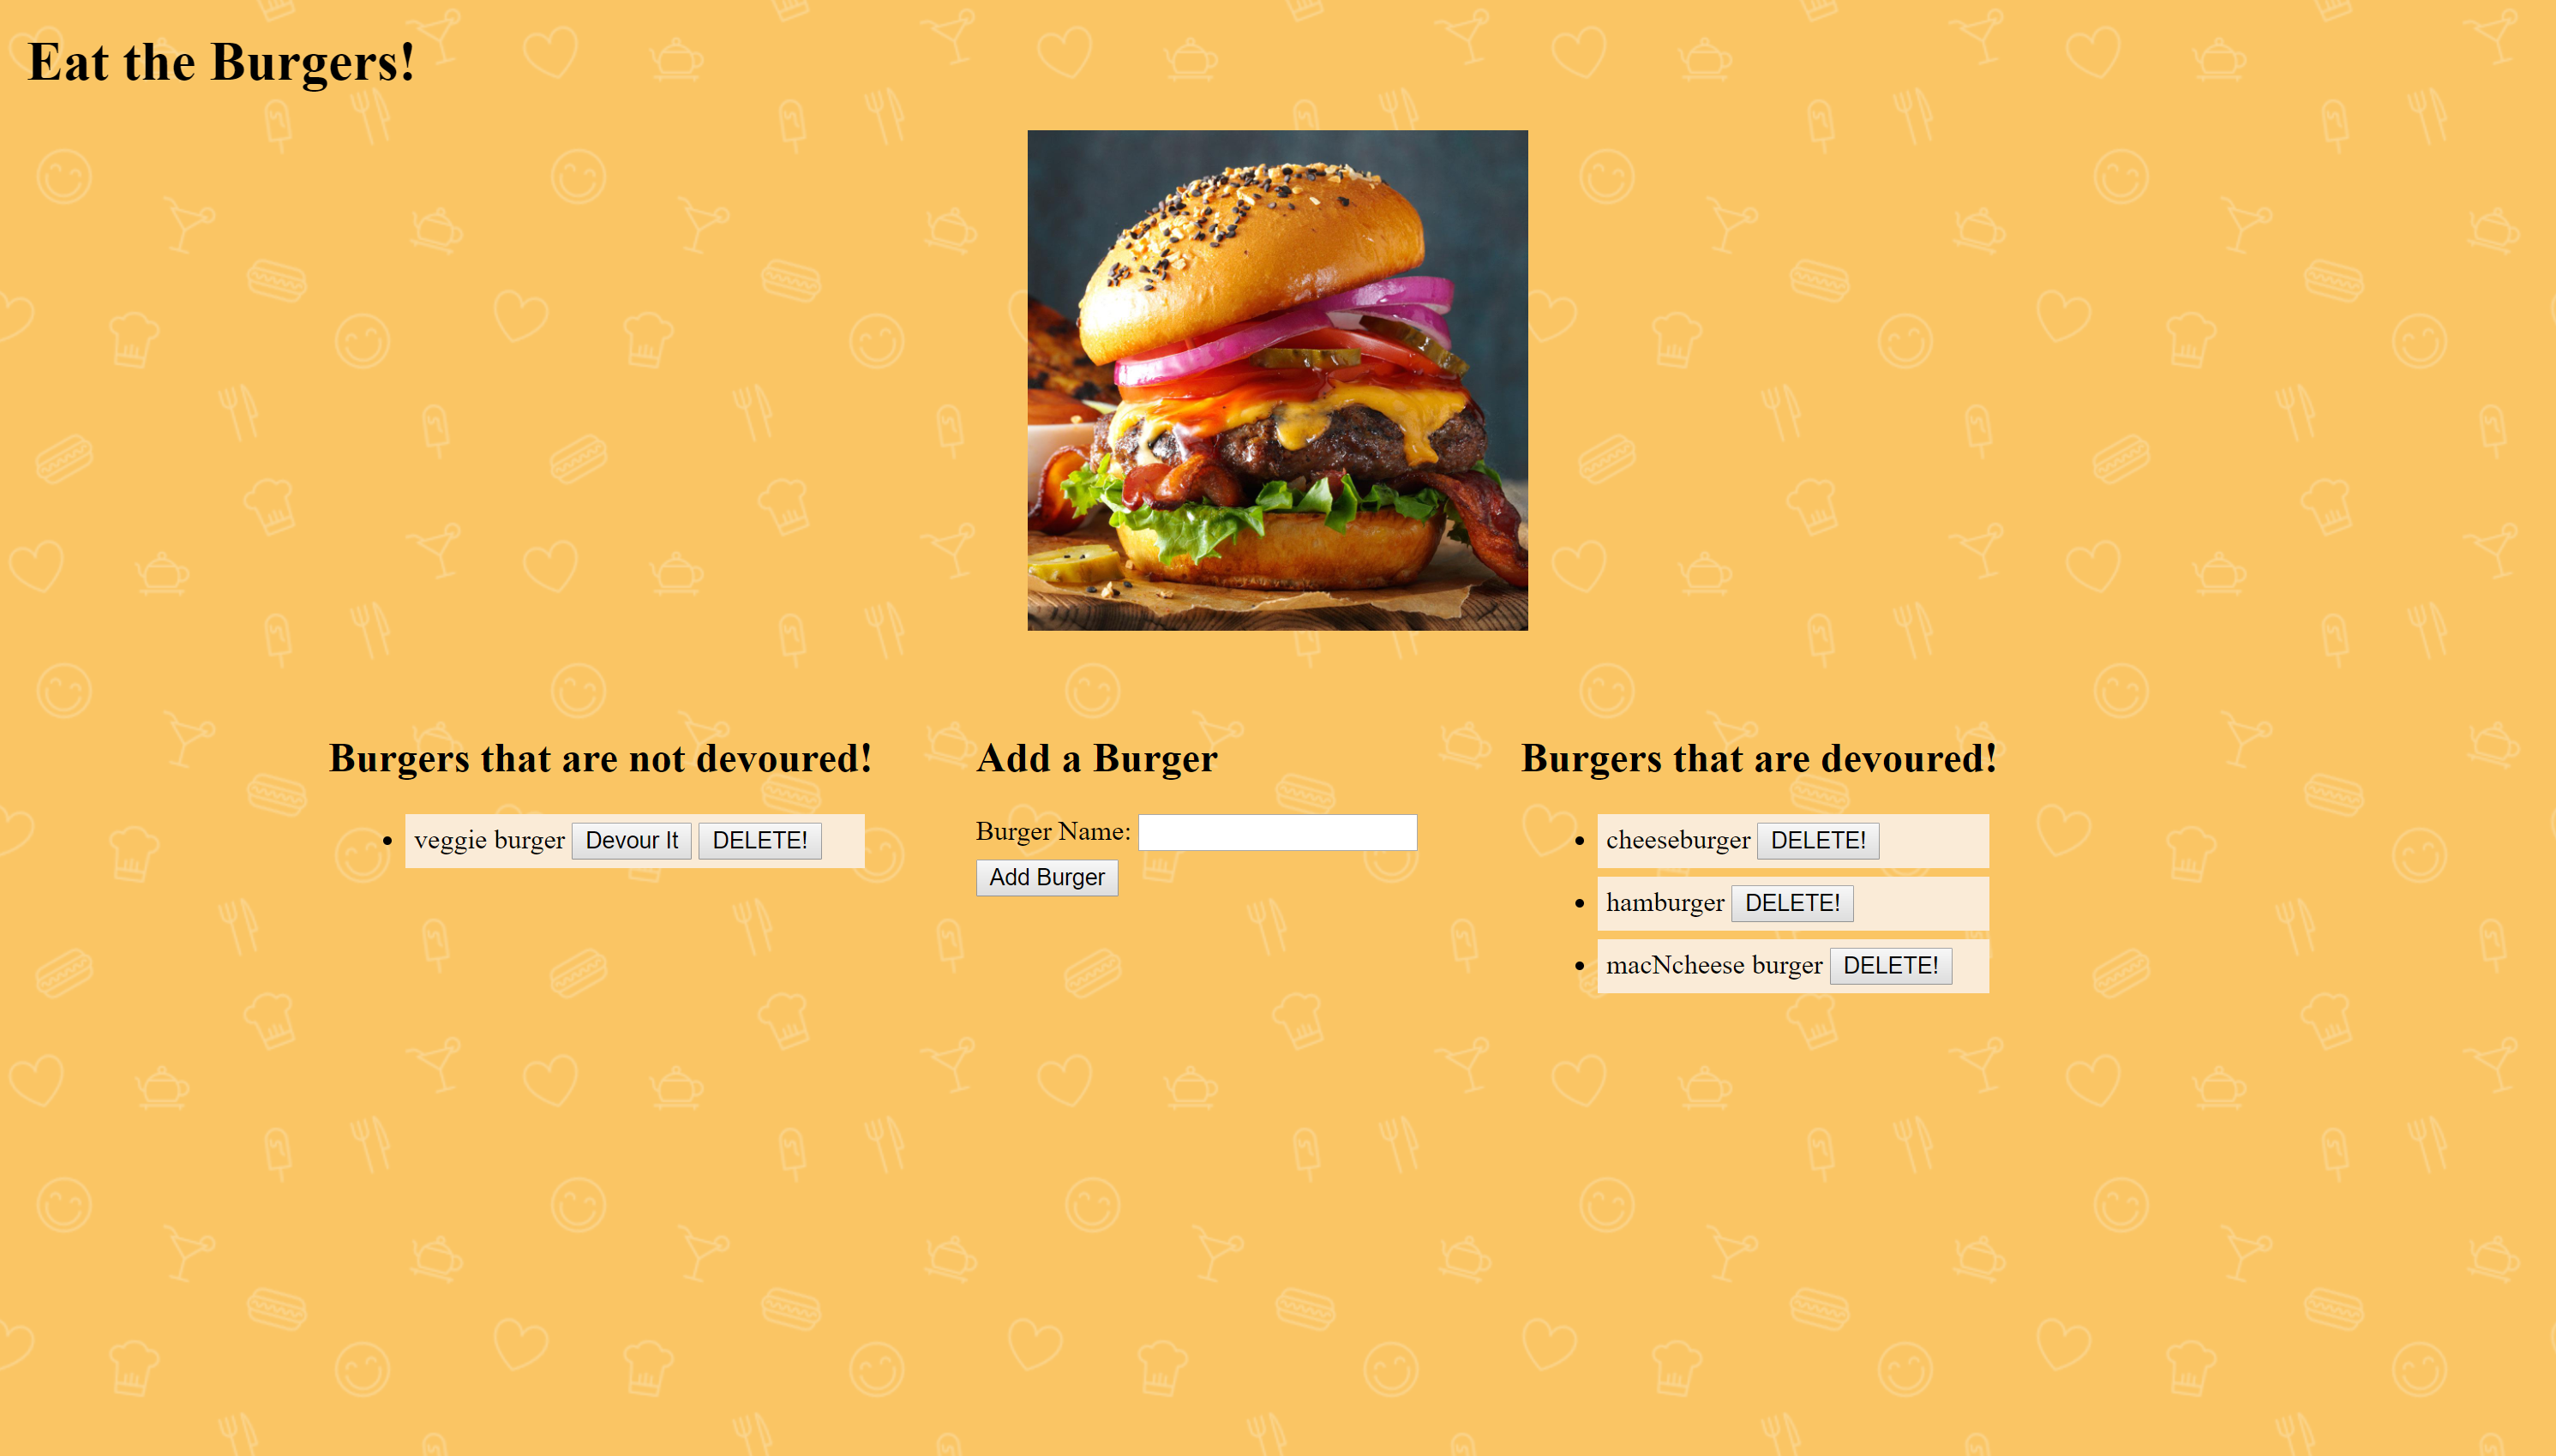 Eat the Burgers!
Burgers that are not devoured!
veggie burger Devour It DELETE!
Add a Burger
Burger Name:
Add Burger
Burgers that are devoured!
cheeseburger DELETE!
hamburger DELETE!
macNcheese burger DELETE!